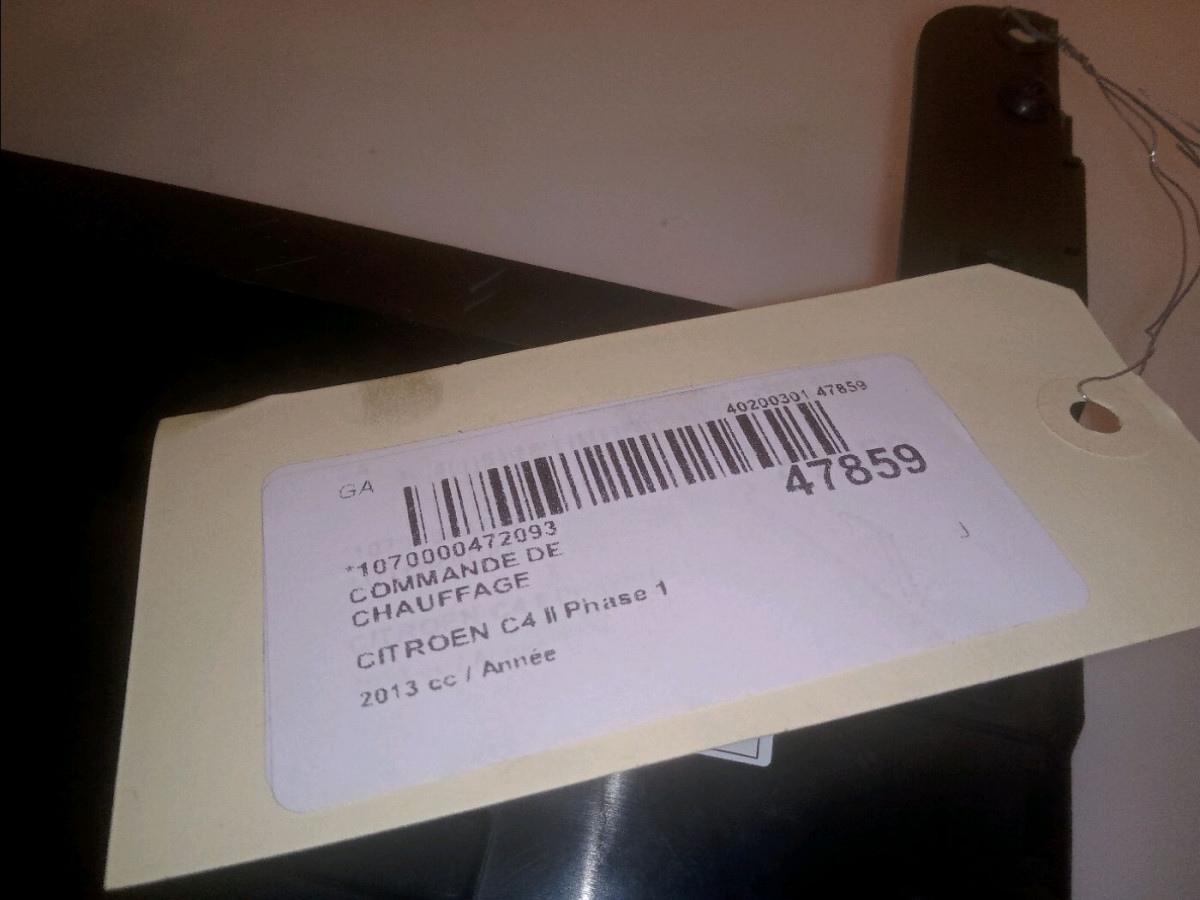 40200301 47859
GA
47859
*1070000472093
COMMANDE DE
CHAUFFAGE
CITROEN C4 II Phase 1
2013 cc / Année
J